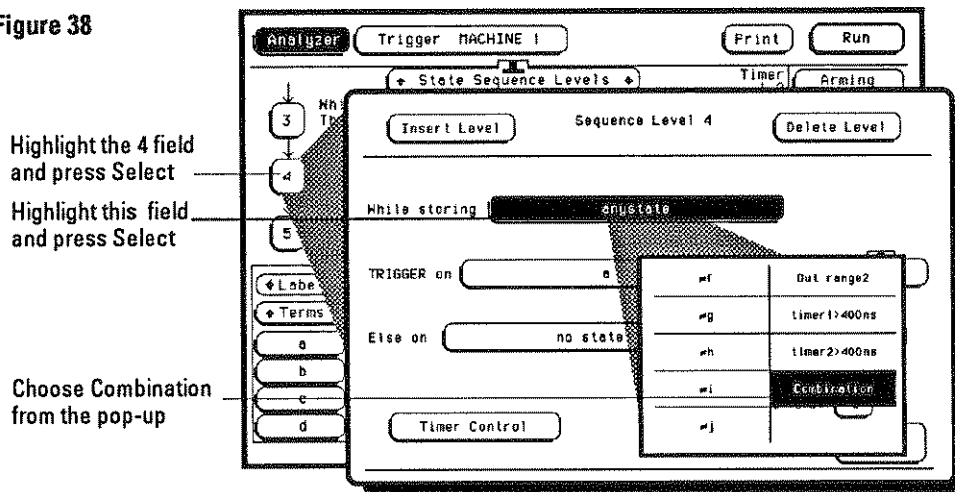 Figure 38
Analyzer Trigger MACHINE 1 Print Run
State Sequence Levels Timer Arming
3
Insert Level Sequence Level 4 Delete Level
Highlight the 4 field
and press Select
4
Highlight this field
and press Select
While storing anystate
5
TRIGGER on a
≠f Out range2
Labe
Terms
≠g timer1>400ns
Else on no state
a
≠h timer2>400ns
b
Choose Combination
from the pop-up
≠i Combination
c
d
Timer Control
≠j